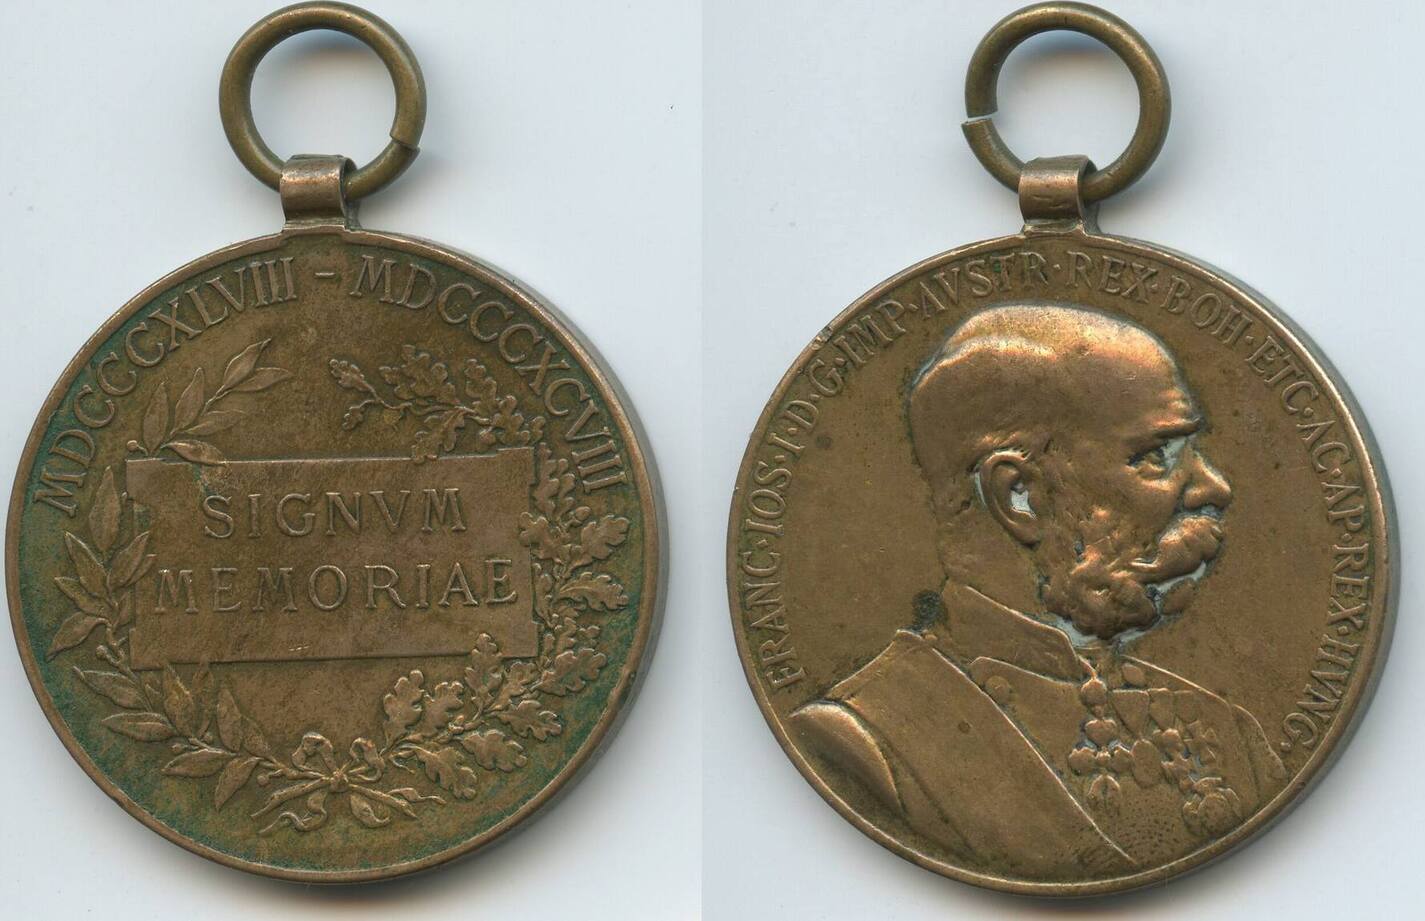 MDCCCXLVIII - MDCCCXCVIII
SIGNVM
MEMORIAE
FRANC·IOS·I·D·G·IMP·AVSTR·REX·BOH·ETC·AC·AP·REX·HVNG·